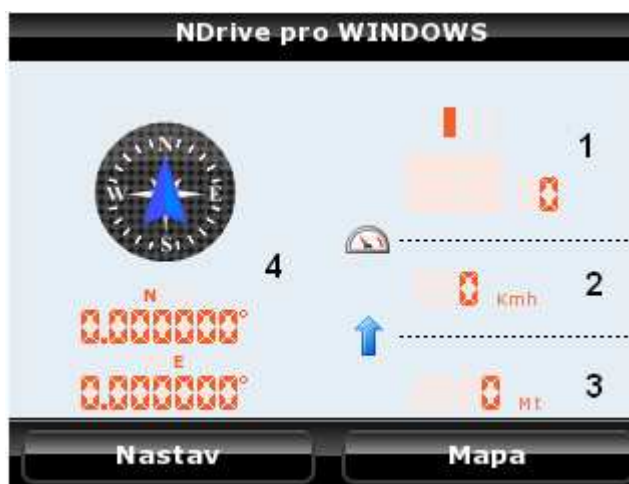 NDrive pro WINDOWS
N
W E
S
4
N
0.000000°
E
0.000000°
1
0
0 Kmh 2
0 Mt 3
Nastav Mapa